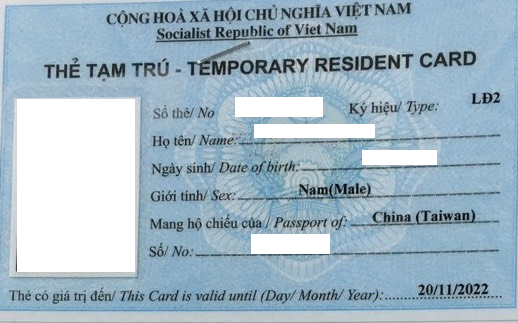 CỘNG HOÀ XÃ HỘI CHỦ NGHĨA VIỆT NAM
Socialist Republic of Viet Nam
THẺ TẠM TRÚ - TEMPORARY RESIDENT CARD
Số thẻ/ No Ký hiệu/ Type: LĐ2
Họ tên/ Name:
Ngày sinh/ Date of birth:
Giới tính/ Sex: Nam(Male)
Mang hộ chiếu của / Passport of: China (Taiwan)
Số/ No:
Thẻ có giá trị đến/ This Card is valid until (Day/ Month/ Year): 20/11/2022